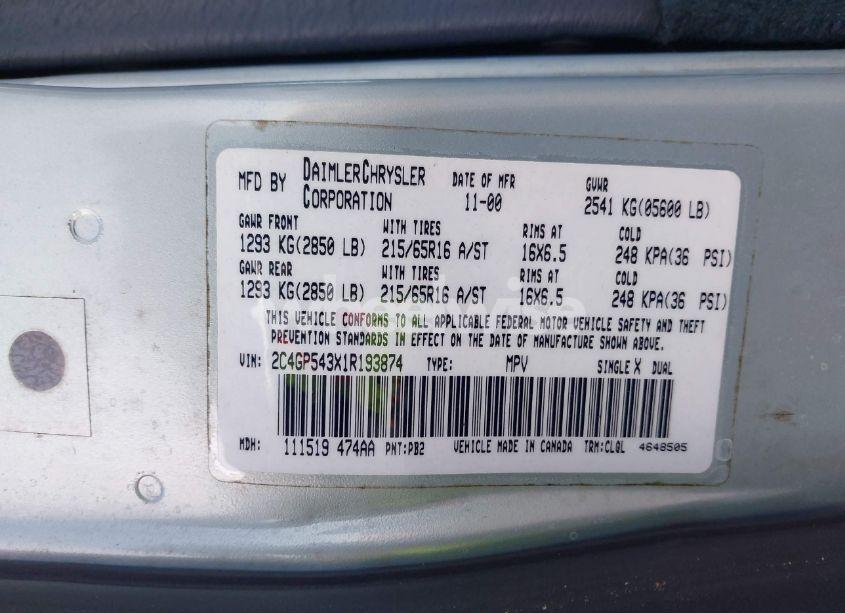 MFD BY DAIMLERCHRYSLER CORPORATION DATE OF MFR 11-00 GVWR 2541 KG(05600 LB)
GAWR FRONT WITH TIRES RIMS AT COLD
1293 KG(2850 LB) 215/65R16 A/ST 16X6.5 248 KPA(36 PSI)
GAWR REAR WITH TIRES RIMS AT COLD
1293 KG(2850 LB) 215/65R16 A/ST 16X6.5 248 KPA(36 PSI)
THIS VEHICLE CONFORMS TO ALL APPLICABLE FEDERAL MOTOR VEHICLE SAFETY AND THEFT
PREVENTION STANDARDS IN EFFECT ON THE DATE OF MANUFACTURE SHOWN ABOVE.
VIN: 2C4GP543X1R193874 TYPE: MPV SINGLE X DUAL
MDH: 111519 474AA PNT:PB2 VEHICLE MADE IN CANADA TRM:CLQL 4648505